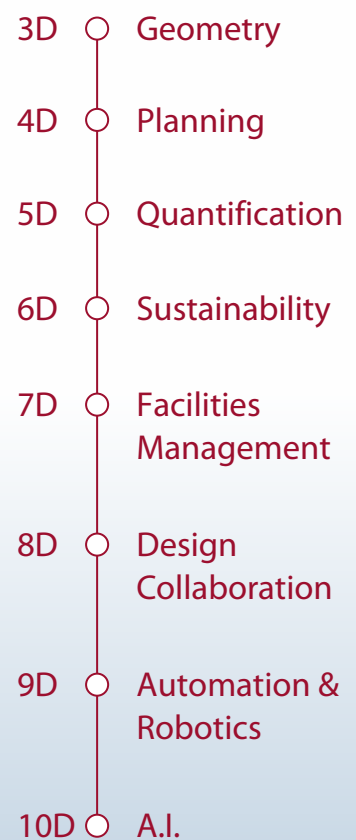 3D Geometry
4D Planning
5D Quantification
6D Sustainability
7D Facilities
Management
8D Design
Collaboration
9D Automation &
Robotics
10D A.I.